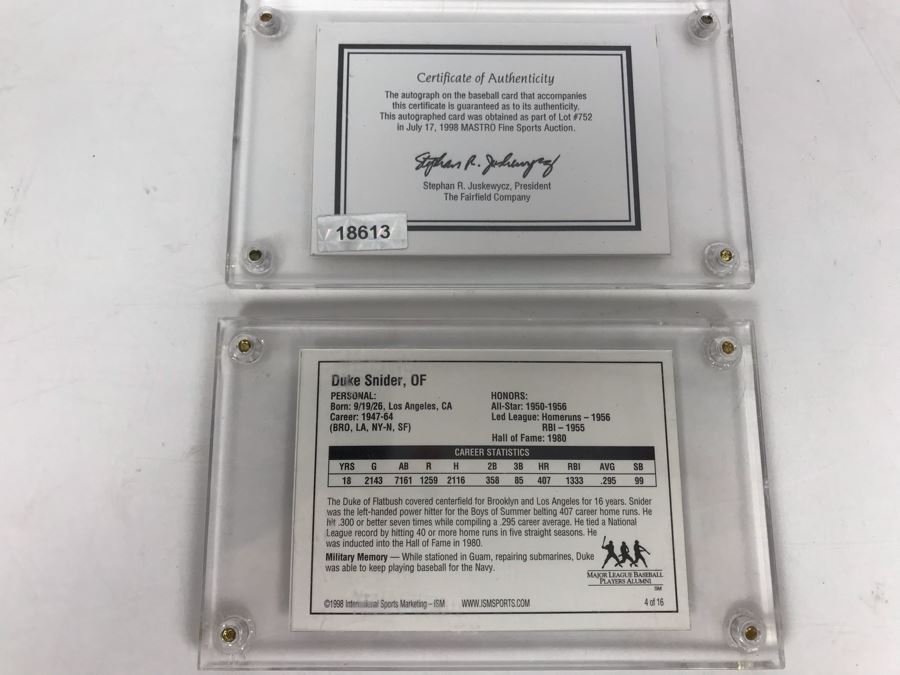 Certificate of Authenticity
The autograph on the baseball card that accompanies
this certificate is guaranteed as to its authenticity.
This autographed card was obtained as part of Lot #752
in July 17, 1998 MASTRO Fine Sports Auction.
Stephan R. Juskewycz
Stephan R. Juskewycz, President
The Fairfield Company
18613
Duke Snider, OF
PERSONAL:
Born: 9/19/26, Los Angeles, CA
Career: 1947-64
(BRO, LA, NY-N, SF)
HONORS:
All-Star: 1950-1956
Led League: Homeruns – 1956
RBI – 1955
Hall of Fame: 1980
CAREER STATISTICS
YRS G AB R H 2B 3B HR RBI AVG SB
18 2143 7161 1259 2116 358 85 407 1333 .295 99
The Duke of Flatbush covered centerfield for Brooklyn and Los Angeles for 16 years. Snider
was the left-handed power hitter for the Boys of Summer belting 407 career home runs. He
hit .300 or better seven times while compiling a .295 career average. He tied a National
League record by hitting 40 or more home runs in five straight seasons. He
was inducted into the Hall of Fame in 1980.
Military Memory — While stationed in Guam, repairing submarines, Duke
was able to keep playing baseball for the Navy.
MAJOR LEAGUE BASEBALL
PLAYERS ALUMNI
SM
©1998 International Sports Marketing – ISM WWW.ISMSPORTS.COM
4 of 16